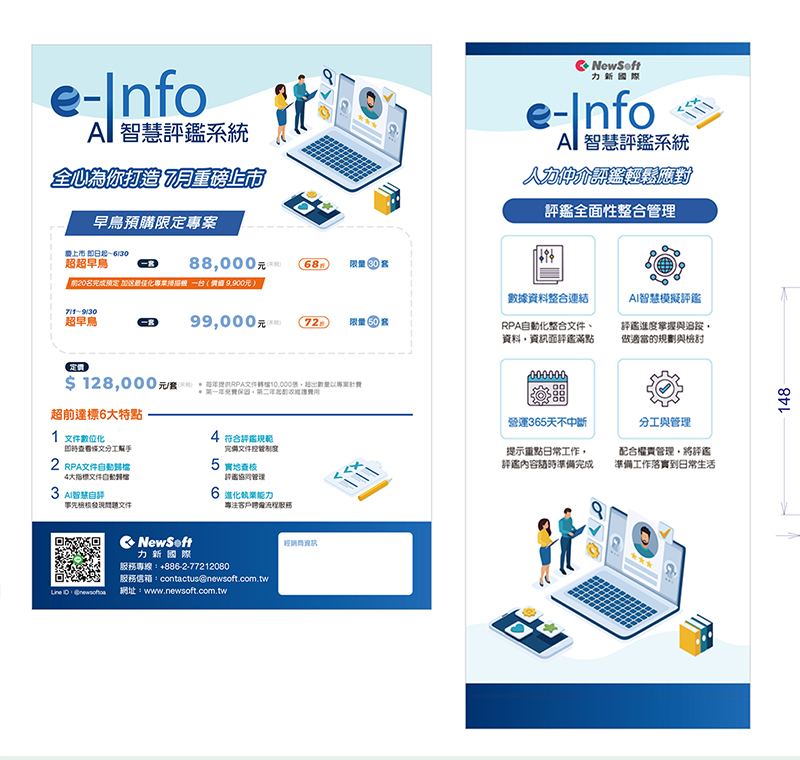 e-Info
AI 智慧評鑑系統
全心為你打造 7月重磅上市
早鳥預購限定專案
慶上市 即日起~6/30
超超早鳥 一套 88,000元(未稅) 68折 限量30套
前20名完成預定 加送最佳化專業掃描機 一台 ( 價值 9,900元 )
7/1~9/30
超早鳥 一套 99,000元(未稅) 72折 限量50套
定價
$ 128,000元/套(未稅)
* 每年提供RPA文件轉檔10,000張,超出數量以專案計費
* 第一年免費保固,第二年起酌收維護費用
超前達標6大特點
1 文件數位化
即時查看條文分工幫手
2 RPA文件自動歸檔
4大指標文件自動歸檔
3 AI智慧自評
事先檢核發現問題文件
4 符合評鑑規範
完備文件控管制度
5 實地查核
評鑑協同管理
6 進化執業能力
專注客戶聘僱流程服務
Line ID:@newsoftoa
NewSoft
力新國際
服務專線:+886-2-77212080
服務信箱:contactus@newsoft.com.tw
網址:www.newsoft.com.tw
經銷商資訊
NewSoft
力新國際
e-Info
AI 智慧評鑑系統
人力仲介評鑑輕鬆應對
評鑑全面性整合管理
數據資料整合連結
RPA自動化整合文件、
資料,資訊面評鑑滿點
AI智慧模擬評鑑
評鑑進度掌握與追蹤,
做適當的規劃與檢討
營運365天不中斷
提示重點日常工作,
評鑑內容隨時準備完成
分工與管理
配合權責管理,將評鑑
準備工作落實到日常生活
148